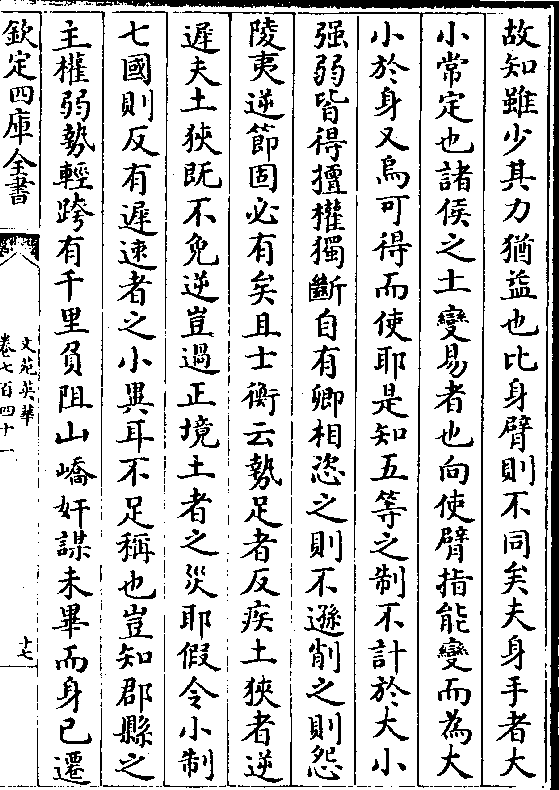 故知雖少其力猶益也比身臂則不同矣夫身手者大
小常定也諸侯之土變易者也向使臂指能變而為大
小於身又烏可得而使耶是知五等之制不計於大小
强弱皆得擅權獨斷自有卿相恣之則不遜削之則怨
陵夷逆節固必有矣且士衡云勢足者反疾土狹者逆
遲夫土狹既不免逆豈過正境土者之災耶假令小制
七國則反有遲速者之小異耳不足稱也豈知郡縣之
主權弱勢輕跨有千里負阻山嶠奸謀未畢而身已遷
欽定四庫全書
文苑英華
卷七百四十一
十七